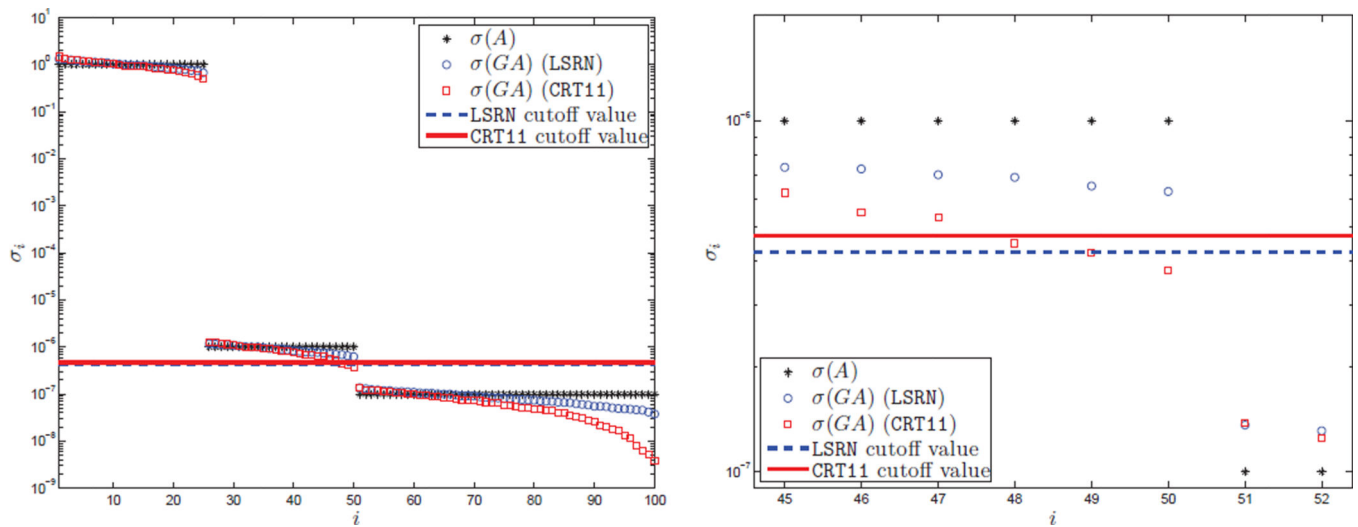 10^1
10^0
10^-1
10^-2
10^-3
10^-4
10^-5
10^-6
10^-7
10^-8
10^-9
σ_i
10 20 30 40 50 60 70 80 90 100
i
σ(A)
σ(GA) (LSRN)
σ(GA) (CRT11)
LSRN cutoff value
CRT11 cutoff value
10^-6
10^-7
σ_i
45 46 47 48 49 50 51 52
i
σ(A)
σ(GA) (LSRN)
σ(GA) (CRT11)
LSRN cutoff value
CRT11 cutoff value